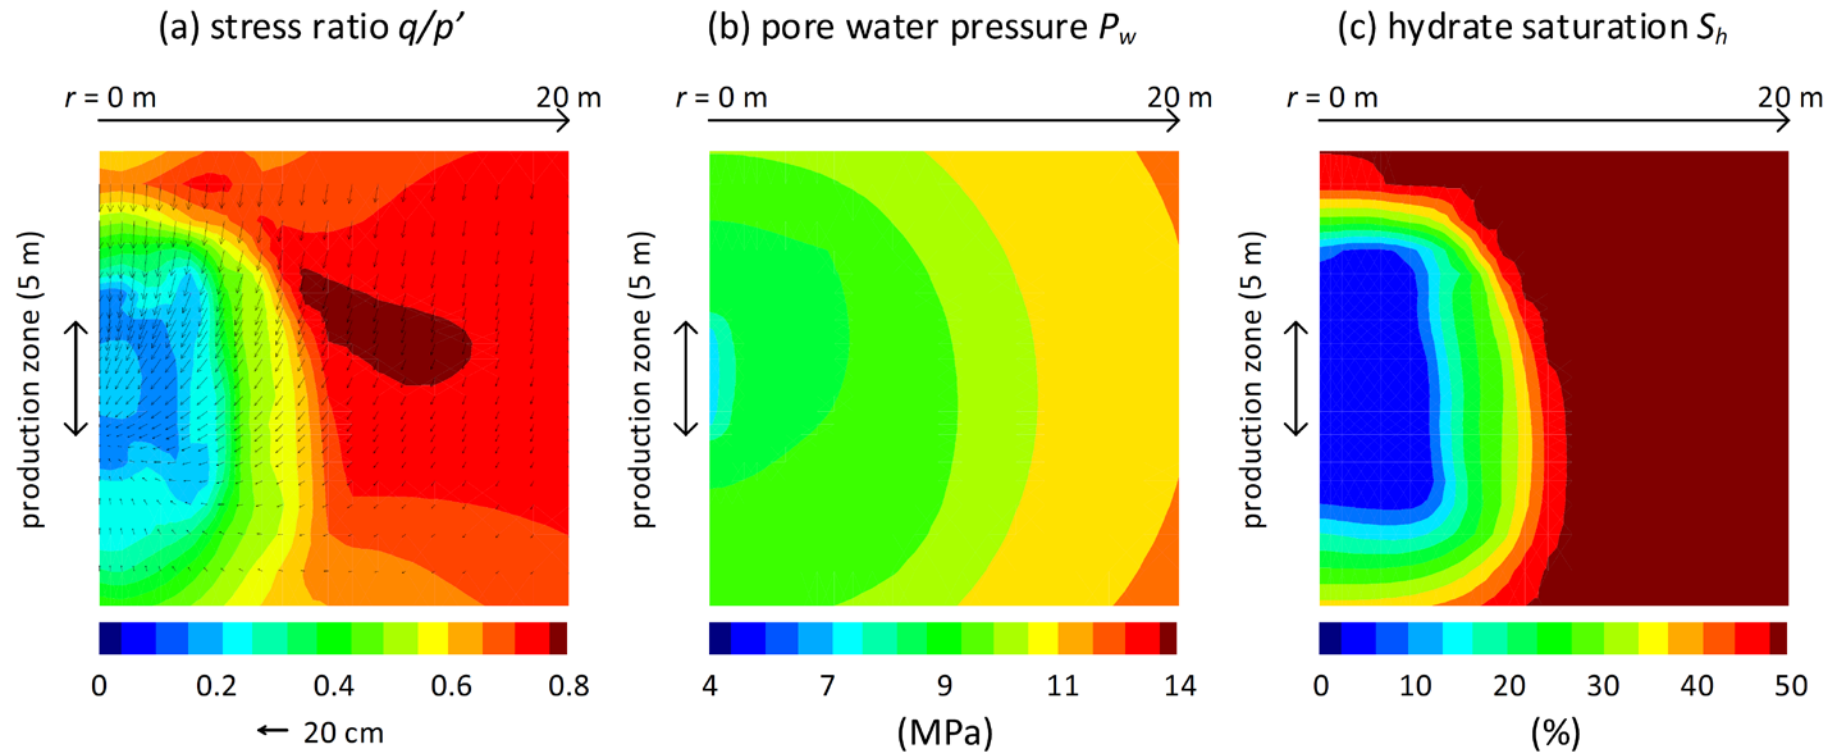 (a) stress ratio q/p’
(b) pore water pressure Pw
(c) hydrate saturation Sh
r = 0 m
20 m
r = 0 m
20 m
r = 0 m
20 m
production zone (5 m)
production zone (5 m)
production zone (5 m)
0 0.2 0.4 0.6 0.8
4 7 9 11 14
0 10 20 30 40 50
20 cm
(MPa)
(%)